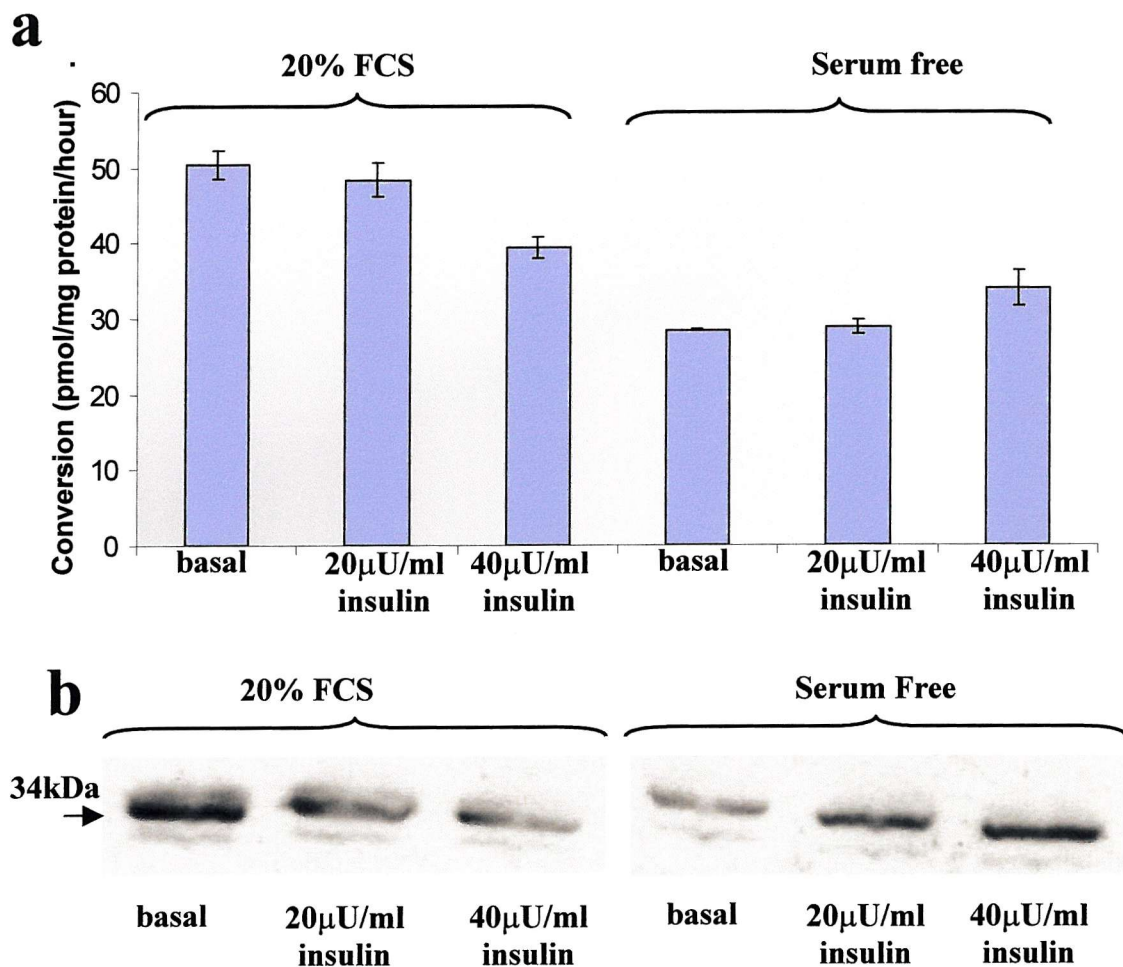 a
20% FCS
Serum free
Conversion (pmol/mg protein/hour)
60
50
40
30
20
10
0
basal
20µU/ml
insulin
40µU/ml
insulin
basal
20µU/ml
insulin
40µU/ml
insulin
b
20% FCS
Serum Free
34kDa
basal
20µU/ml
insulin
40µU/ml
insulin
basal
20µU/ml
insulin
40µU/ml
insulin